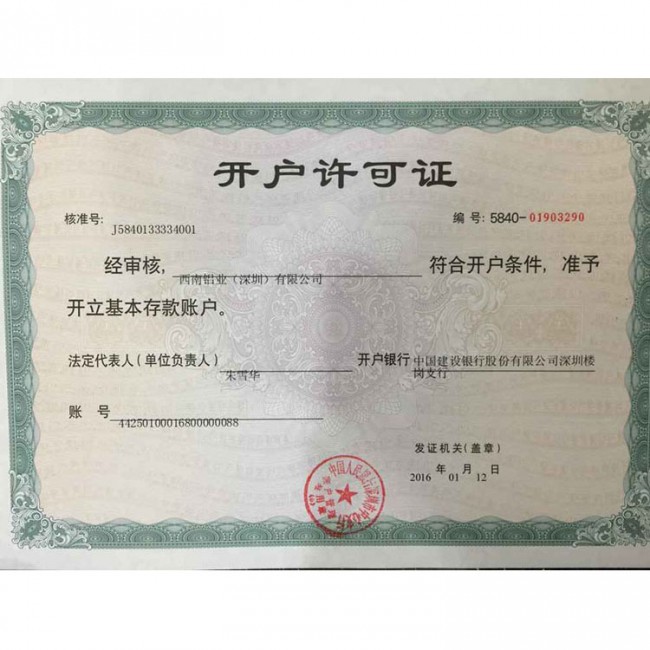 开户许可证
核准号: J5840133334001 编号: 5840-01903290
经审核, 西南铝业（深圳）有限公司 符合开户条件, 准予
开立基本存款账户。
法定代表人(单位负责人) 朱雪华 开户银行 中国建设银行股份有限公司深圳楼
岗支行
账 号 44250100016800000088
发证机关(盖章)
2016 年 01 月 12 日